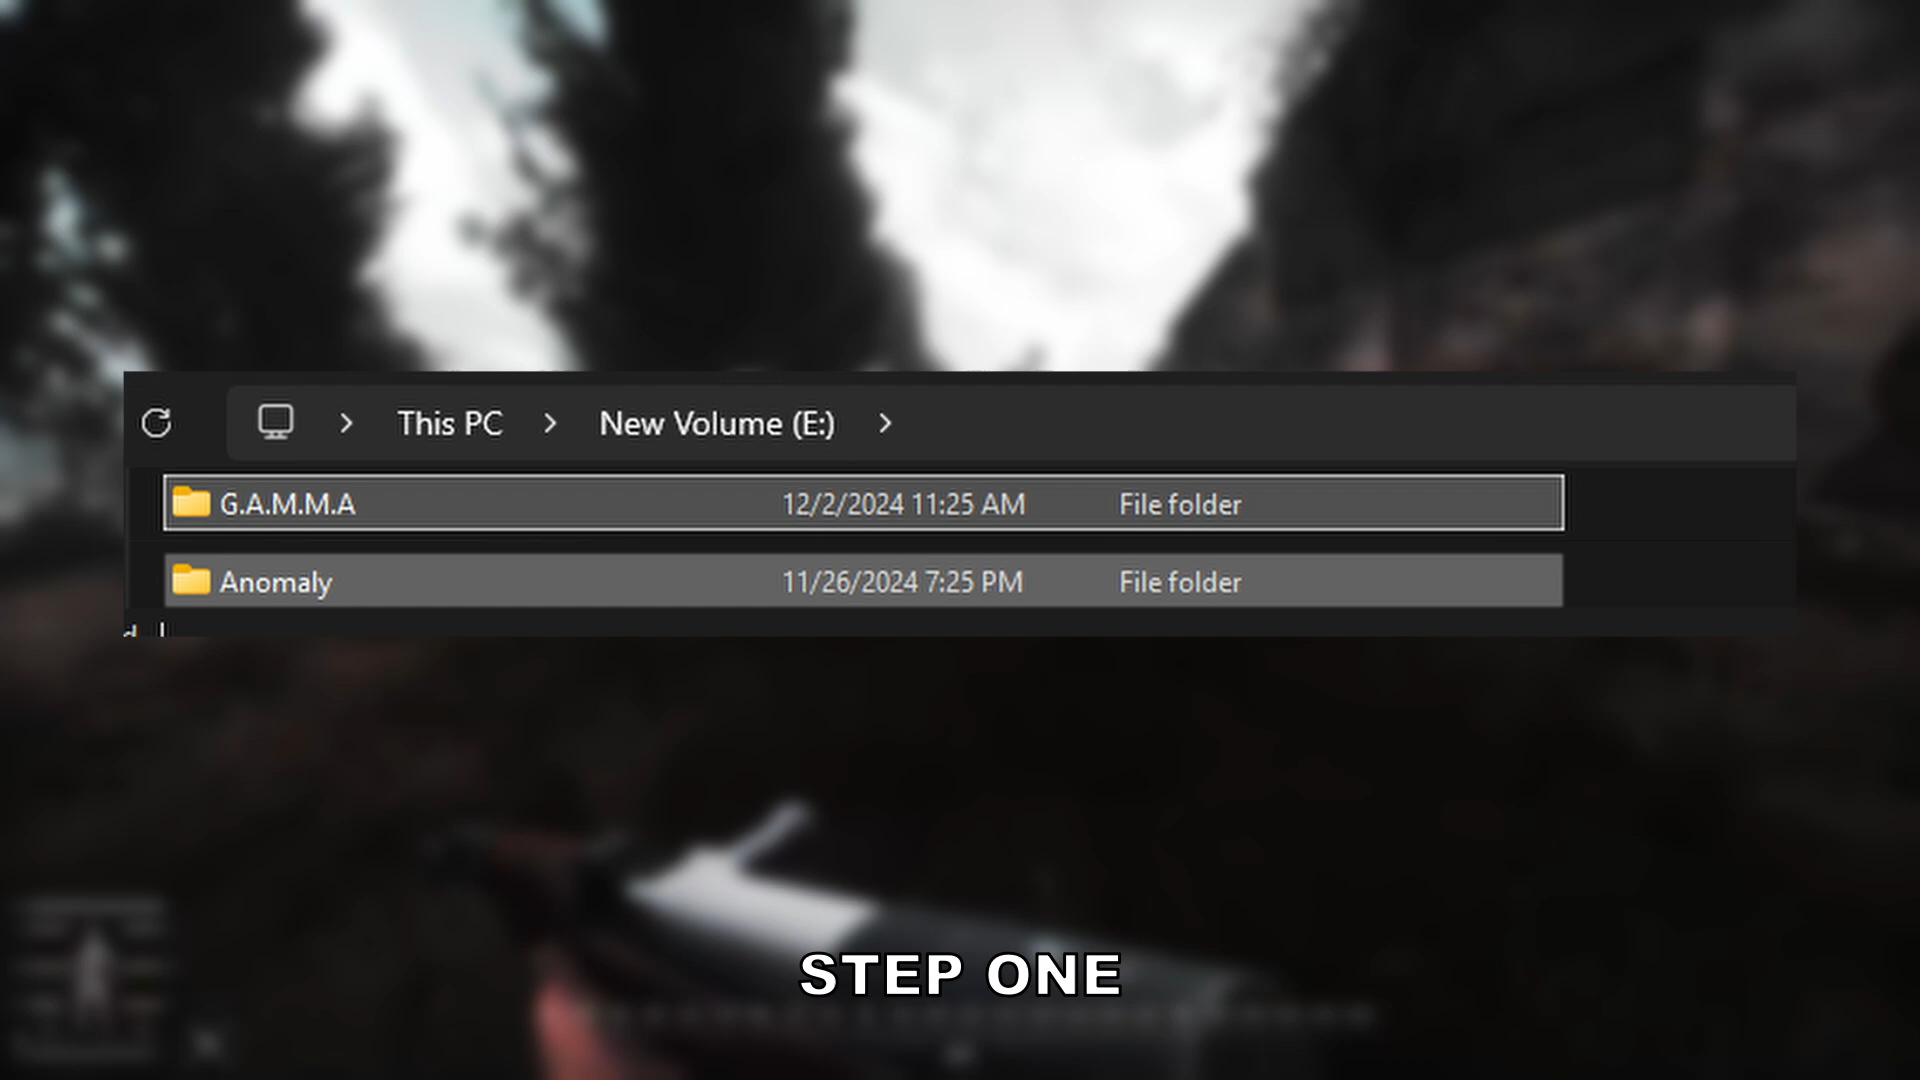 This PC > New Volume (E:) >
G.A.M.M.A 12/2/2024 11:25 AM File folder
Anomaly 11/26/2024 7:25 PM File folder
STEP ONE